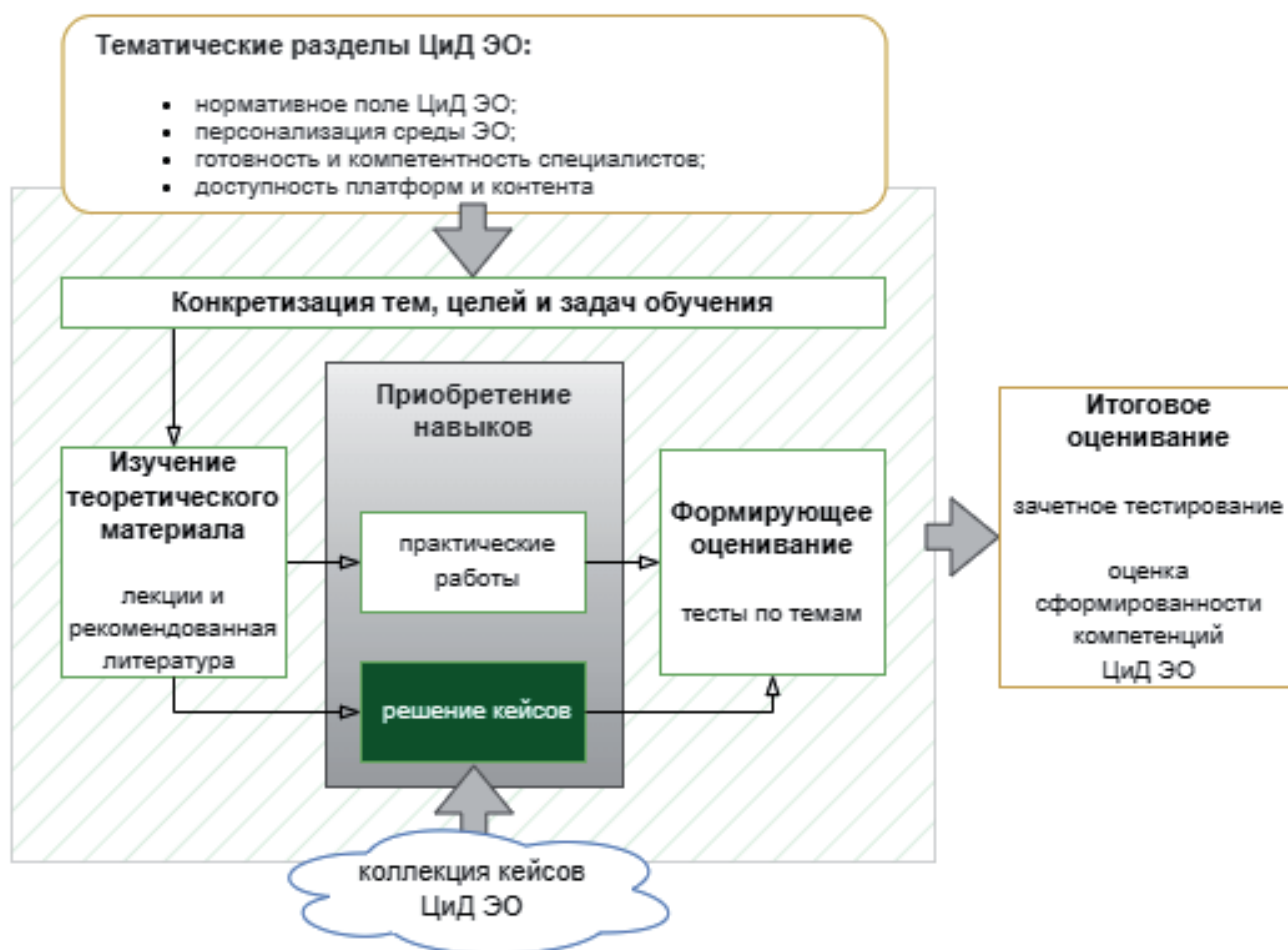 Тематические разделы ЦиД ЭО:
• нормативное поле ЦиД ЭО;
• персонализация среды ЭО;
• готовность и компетентность специалистов;
• доступность платформ и контента
Конкретизация тем, целей и задач обучения
Изучение
теоретического
материала
лекции и
рекомендованная
литература
Приобретение
навыков
практические
работы
решение кейсов
Формирующее
оценивание
тесты по темам
Итоговое
оценивание
зачетное тестирование
оценка
сформированности
компетенций
ЦиД ЭО
коллекция кейсов
ЦиД ЭО